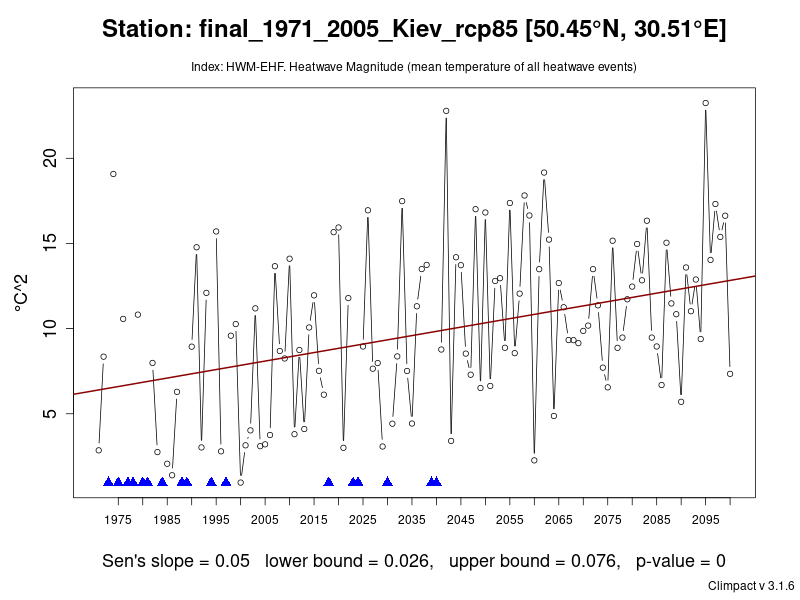 Station: final_1971_2005_Kiev_rcp85 [50.45°N, 30.51°E]
Index: HWM-EHF. Heatwave Magnitude (mean temperature of all heatwave events)
20
15
10
5
°C^2
1975 1985 1995 2005 2015 2025 2035 2045 2055 2065 2075 2085 2095
Sen's slope = 0.05 lower bound = 0.026, upper bound = 0.076, p-value = 0
Climpact v 3.1.6